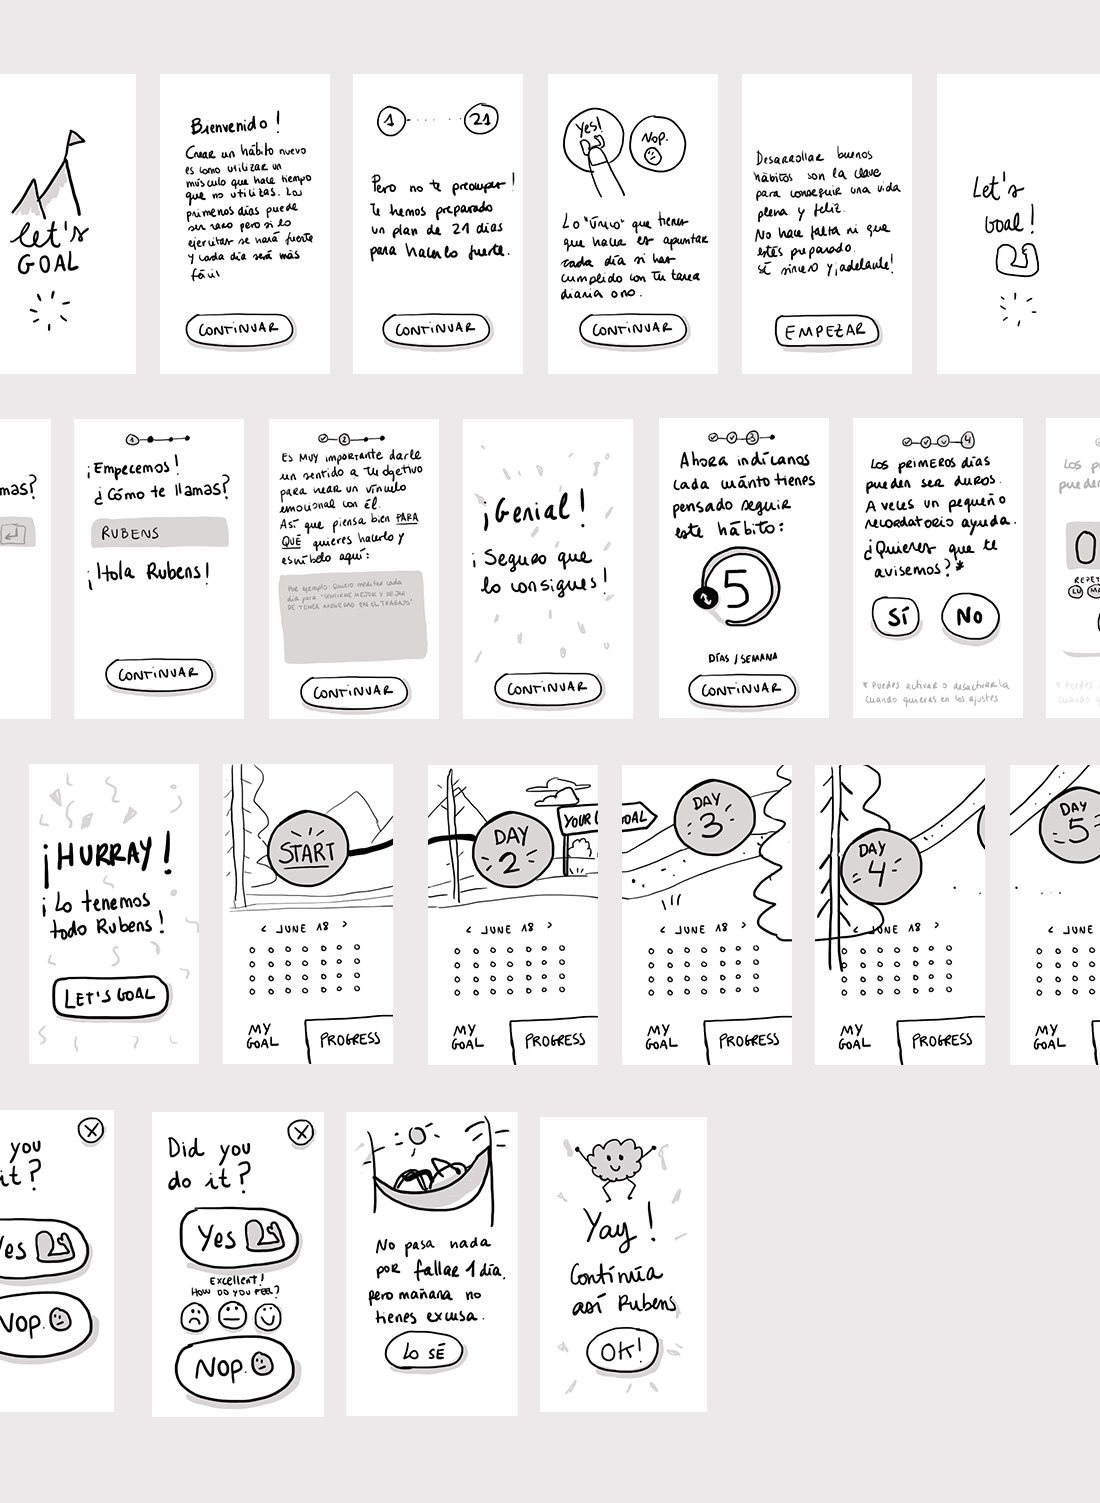 let's
GOAL
Bienvenido!
Crear un hábito nuevo
es como utilizar un
músculo que hace tiempo
que no utilizas. Los
primeros días puede
ser raro pero si lo
ejercitas se hará fuerte
y cada día será más
fácil
CONTINUAR
1 21
Pero no te preocupes!
Te hemos preparado
un plan de 21 días
para hacerlo fuerte.
CONTINUAR
Yes!
Nop.
Lo "único" que tienes
que hacer es apuntar
cada día si has
cumplido con tu tarea
diaria o no.
CONTINUAR
Desarrollar buenos
hábitos son la clave
para conseguir una vida
plena y feliz.
No hace falta ni que
estés preparado.
sé sincero y ¡adelante!
EMPEZAR
Let's
Goal!
mas?
1
¡Empecemos!
¿Cómo te llamas?
RUBENS
¡Hola Rubens!
CONTINUAR
2
Es MUY importante darle
un sentido a tu objetivo
para crear un vínculo
emocional con él.
Así que piensa bien PARA
QUÉ quieres hacerlo y
escríbelo aquí:
Por ejemplo: Quiero meditar cada
día para "SENTIRME MEJOR Y DEJAR
DE TENER ANSIEDAD EN EL TRABAJO"
CONTINUAR
¡Genial!
¡Seguro que
lo consigues!
CONTINUAR
3
Ahora indícanos
cada cuánto tienes
pensado seguir
este hábito:
5
DÍAS / SEMANA
CONTINUAR
4
Los primeros días
pueden ser duros.
A veces un pequeño
recordatorio ayuda.
¿Quieres que te
avisemos?*
SÍ NO
* Puedes activar o desactivarla
cuando quieras en los ajustes
Los p
pueden
0
REPET
LU MA
* Puedes
cuando q
¡HURRAY!
¡Lo tenemos
todo Rubens!
LET'S GOAL
START
< JUNE 18 >
MY
GOAL
PROGRESS
DAY
2
YOUR GOAL
< JUNE 18 >
MY
GOAL
PROGRESS
DAY
3
< JUNE 18 >
MY
GOAL
PROGRESS
DAY
4
< JUNE 18 >
MY
GOAL
PROGRESS
DAY
5
< JUNE
MY
GOAL
you
it?
Yes
Nop.
Did you
do it?
Yes
Excellent!
HOW DO YOU FEEL?
Nop.
No pasa nada
por fallar 1 día.
pero mañana no
tienes excusa.
LO SÉ
Yay!
Continúa
así Rubens
OK!